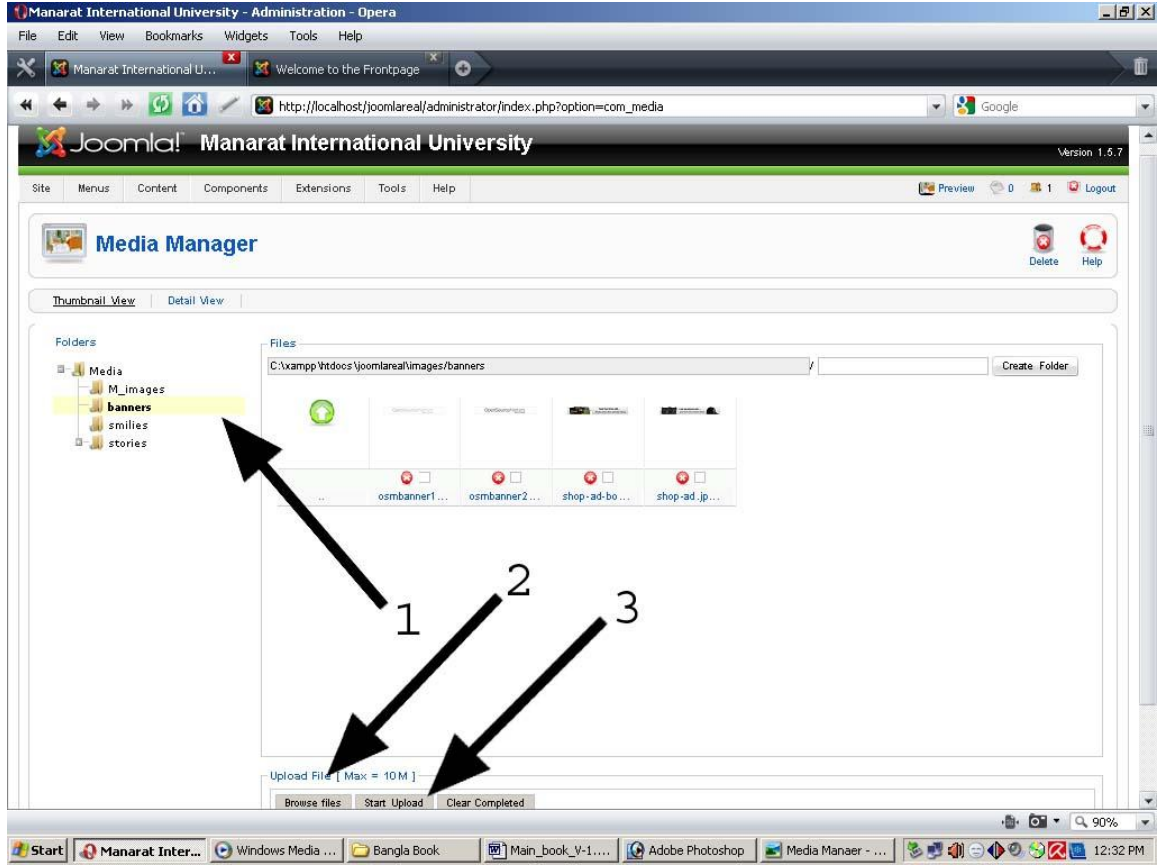 Manarat International University - Administration - Opera
File Edit View Bookmarks Widgets Tools Help
Manarat International U... Welcome to the Frontpage
http://localhost/joomlareal/administrator/index.php?option=com_media Google
Joomla! Manarat International University
Version 1.5.7
Site Menus Content Components Extensions Tools Help Preview 0 1 Logout
Media Manager
Delete Help
Thumbnail View Detail View
Folders
Files
C:\xampp\htdocs\joomlareal\images/banners / Create Folder
Media
M_images
banners
smilies
stories
.. osmbanner1... osmbanner2... shop-ad-bo... shop-ad.jp...
1
2
3
Upload File [ Max = 10M ]
Browse files Start Upload Clear Completed
90%
Start Manarat Inter... Windows Media ... Bangla Book Main_book_V-1.... Adobe Photoshop Media Manaer - ... 12:32 PM